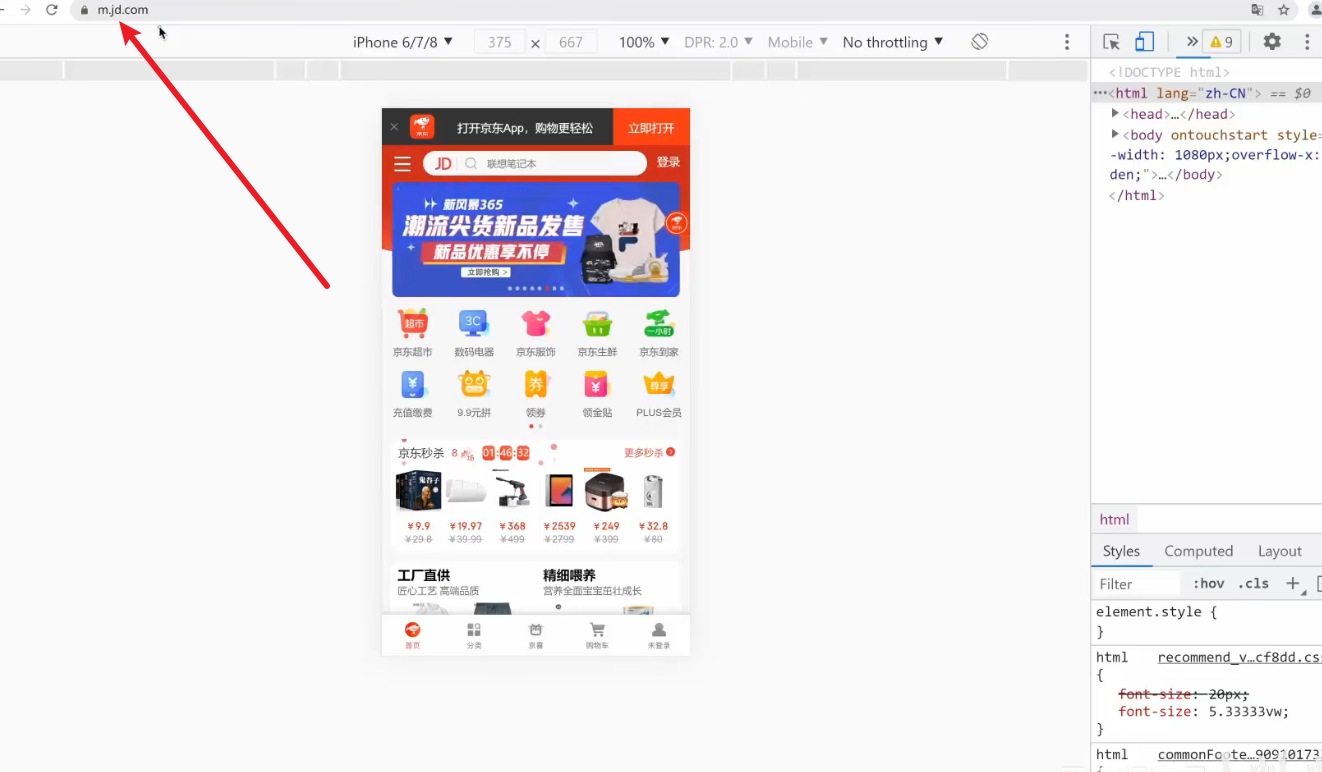 m.jd.com
iPhone 6/7/8 ▼ 375 x 667 100% ▼ DPR: 2.0 ▼ Mobile ▼ No throttling ▼
» 9
<!DOCTYPE html>
···<html lang="zh-CN"> == $0
▶<head>…</head>
▶<body ontouchstart style=
-width: 1080px;overflow-x:
den;">…</body>
</html>
打开京东App，购物更轻松 立即打开
JD 联想笔记本 登录
新风景365
潮流尖货新品发售
新品优惠享不停
立即抢购 >
超市 3C 一小时
京东超市 数码电器 京东服饰 京东生鲜 京东到家
¥ 券 ¥ 尊享
充值缴费 9.9元拼 领券 领金贴 PLUS会员
京东秒杀 8 01:46:32 更多秒杀
鬼谷子
¥9.9 ¥19.97 ¥368 ¥2539 ¥249 ¥32.8
¥29.8 ¥39.99 ¥499 ¥2799 ¥399 ¥80
工厂直供 精细喂养
匠心工艺 高端品质 营养全面宝宝茁壮成长
首页 分类 京喜 购物车 未登录
html
Styles Computed Layout
Filter :hov .cls +
element.style {
}
html recommend_v…cf8dd.cs
{
font-size: 20px;
font-size: 5.33333vw;
}
html commonFoote…90910173
{